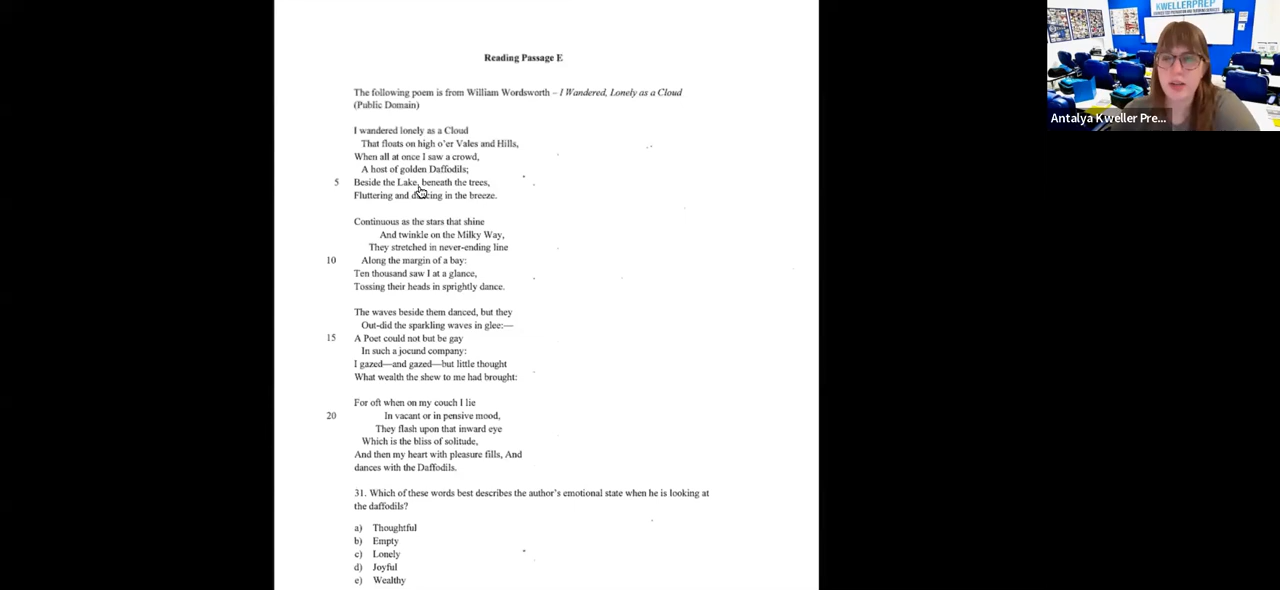 Reading Passage E
The following poem is from William Wordsworth – I Wandered, Lonely as a Cloud
(Public Domain)
I wandered lonely as a Cloud
That floats on high o'er Vales and Hills,
When all at once I saw a crowd,
A host of golden Daffodils;
5 Beside the Lake, beneath the trees,
Fluttering and dancing in the breeze.
Continuous as the stars that shine
And twinkle on the Milky Way,
They stretched in never-ending line
10 Along the margin of a bay:
Ten thousand saw I at a glance,
Tossing their heads in sprightly dance.
The waves beside them danced, but they
Out-did the sparkling waves in glee:—
15 A Poet could not but be gay
In such a jocund company:
I gazed—and gazed—but little thought
What wealth the shew to me had brought:
For oft when on my couch I lie
20 In vacant or in pensive mood,
They flash upon that inward eye
Which is the bliss of solitude,
And then my heart with pleasure fills, And
dances with the Daffodils.
31. Which of these words best describes the author's emotional state when he is looking at
the daffodils?
a) Thoughtful
b) Empty
c) Lonely
d) Joyful
e) Wealthy
KWELLERPREP
Antalya Kweller Pre...